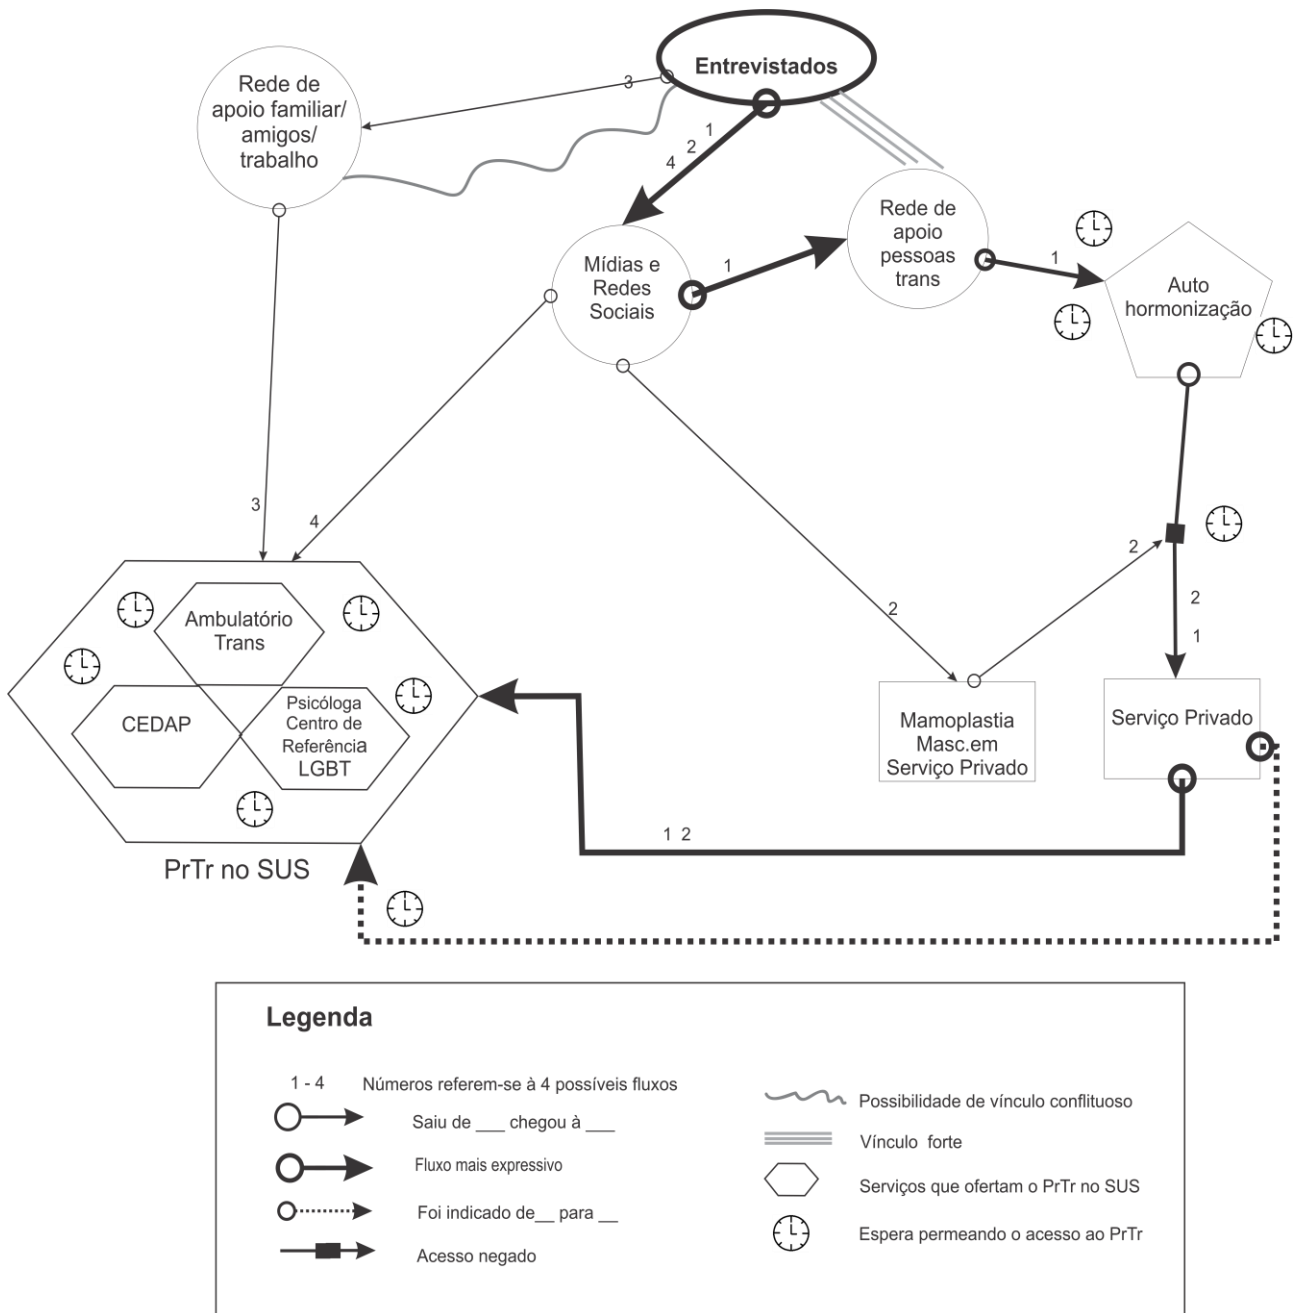 Entrevistados
Rede de
apoio familiar/
amigos/
trabalho
3
1
2
4
Rede de
apoio
pessoas
trans
Mídias e
Redes
Sociais
1
1
Auto
hormonização
3
4
2
2
2
1
Ambulatório
Trans
CEDAP
Psicóloga
Centro de
Referência
LGBT
Mamoplastia
Masc.em
Serviço Privado
Serviço Privado
1 2
PrTr no SUS
Legenda
1 - 4 Números referem-se à 4 possíveis fluxos
Saiu de ___ chegou à ___
Fluxo mais expressivo
Foi indicado de__ para __
Acesso negado
Possibilidade de vínculo conflituoso
Vínculo forte
Serviços que ofertam o PrTr no SUS
Espera permeando o acesso ao PrTr